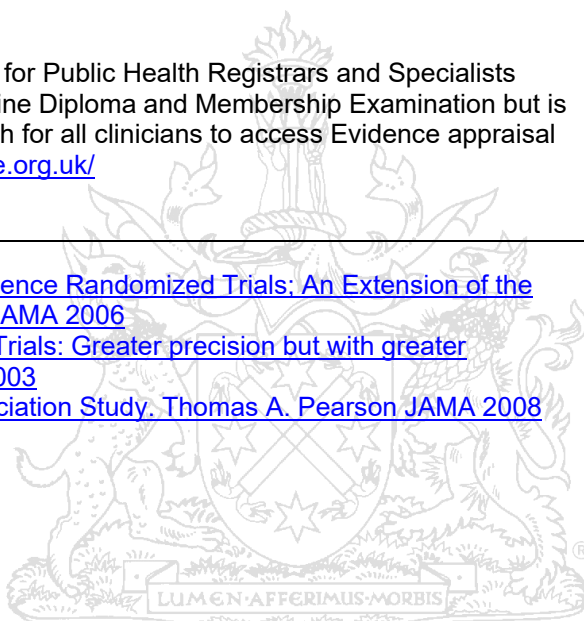 for Public Health Registrars and Specialists
ine Diploma and Membership Examination but is
h for all clinicians to access Evidence appraisal
e.org.uk/
ence Randomized Trials; An Extension of the
AMA 2006
Trials: Greater precision but with greater
003
ciation Study. Thomas A. Pearson JAMA 2008
LUMEN·AFFERIMUS·MORBIS
®